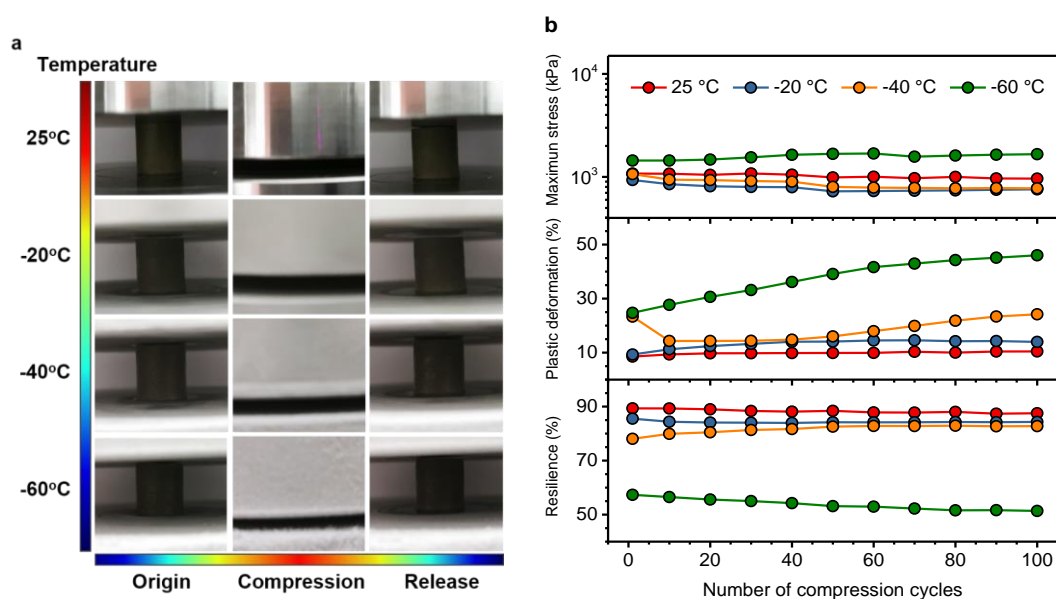 a
Temperature
25°C
-20°C
-40°C
-60°C
Origin Compression Release
b
Maximun stress (kPa)
10⁴
10³
25 °C -20 °C -40 °C -60 °C
Plastic deformation (%)
50
30
10
Resilience (%)
90
70
50
0 20 40 60 80 100
Number of compression cycles